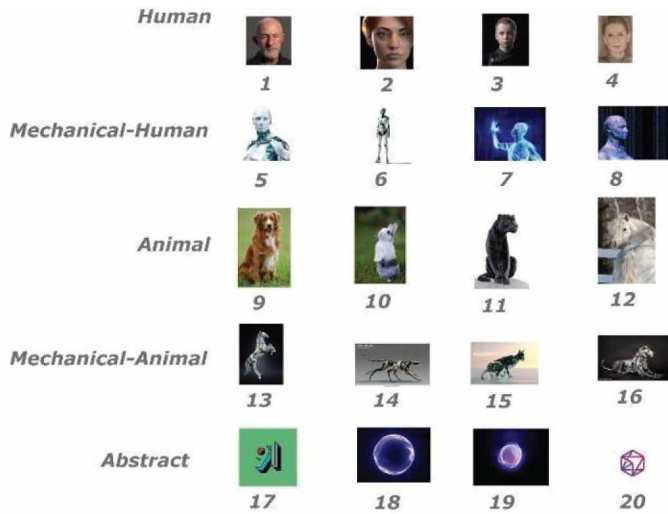 Human
1 2 3 4
Mechanical-Human
5 6 7 8
Animal
9 10 11 12
Mechanical-Animal
13 14 15 16
Abstract
17 18 19 20